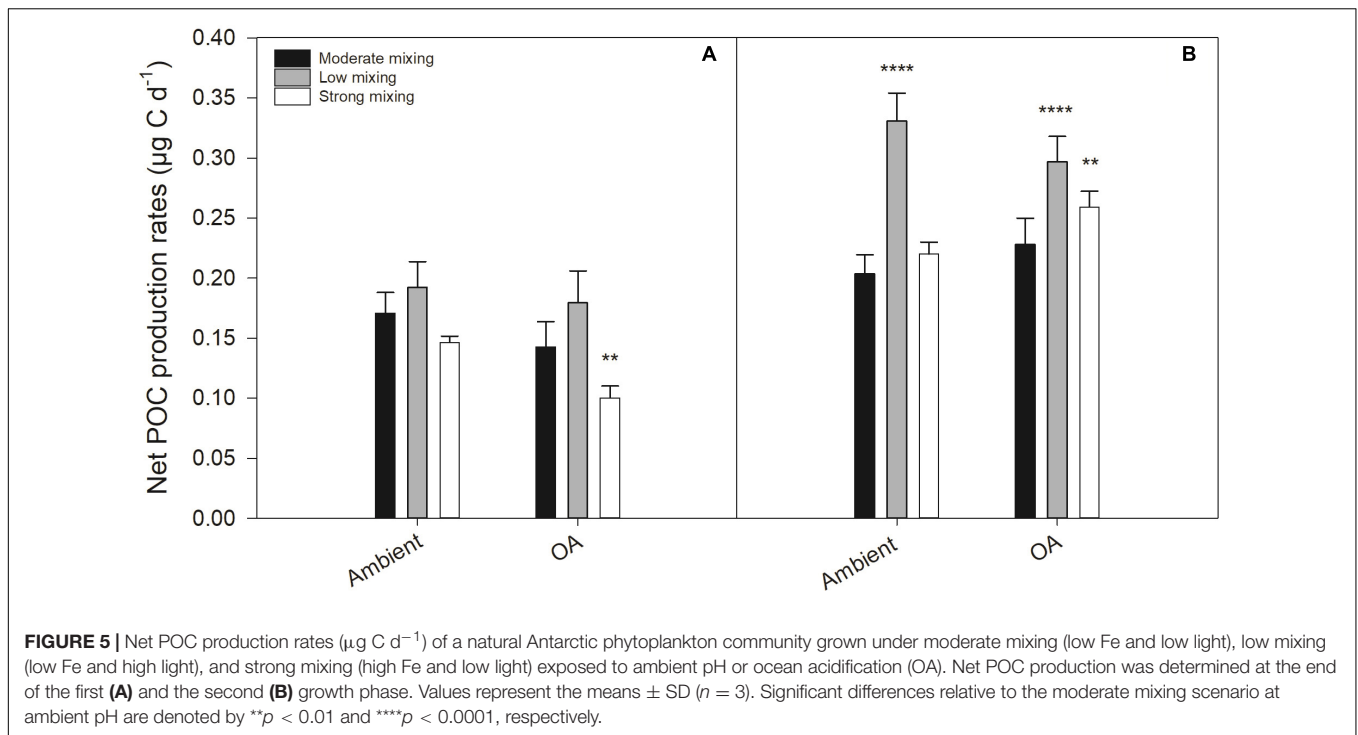 Net POC production rates (µg C d⁻¹)
0.40
0.35
0.30
0.25
0.20
0.15
0.10
0.05
0.00
Moderate mixing
Low mixing
Strong mixing
A
**
Ambient
OA
B
****
****
**
Ambient
OA
FIGURE 5 | Net POC production rates (µg C d⁻¹) of a natural Antarctic phytoplankton community grown under moderate mixing (low Fe and low light), low mixing
(low Fe and high light), and strong mixing (high Fe and low light) exposed to ambient pH or ocean acidification (OA). Net POC production was determined at the end
of the first (A) and the second (B) growth phase. Values represent the means ± SD (n = 3). Significant differences relative to the moderate mixing scenario at
ambient pH are denoted by **p < 0.01 and ****p < 0.0001, respectively.